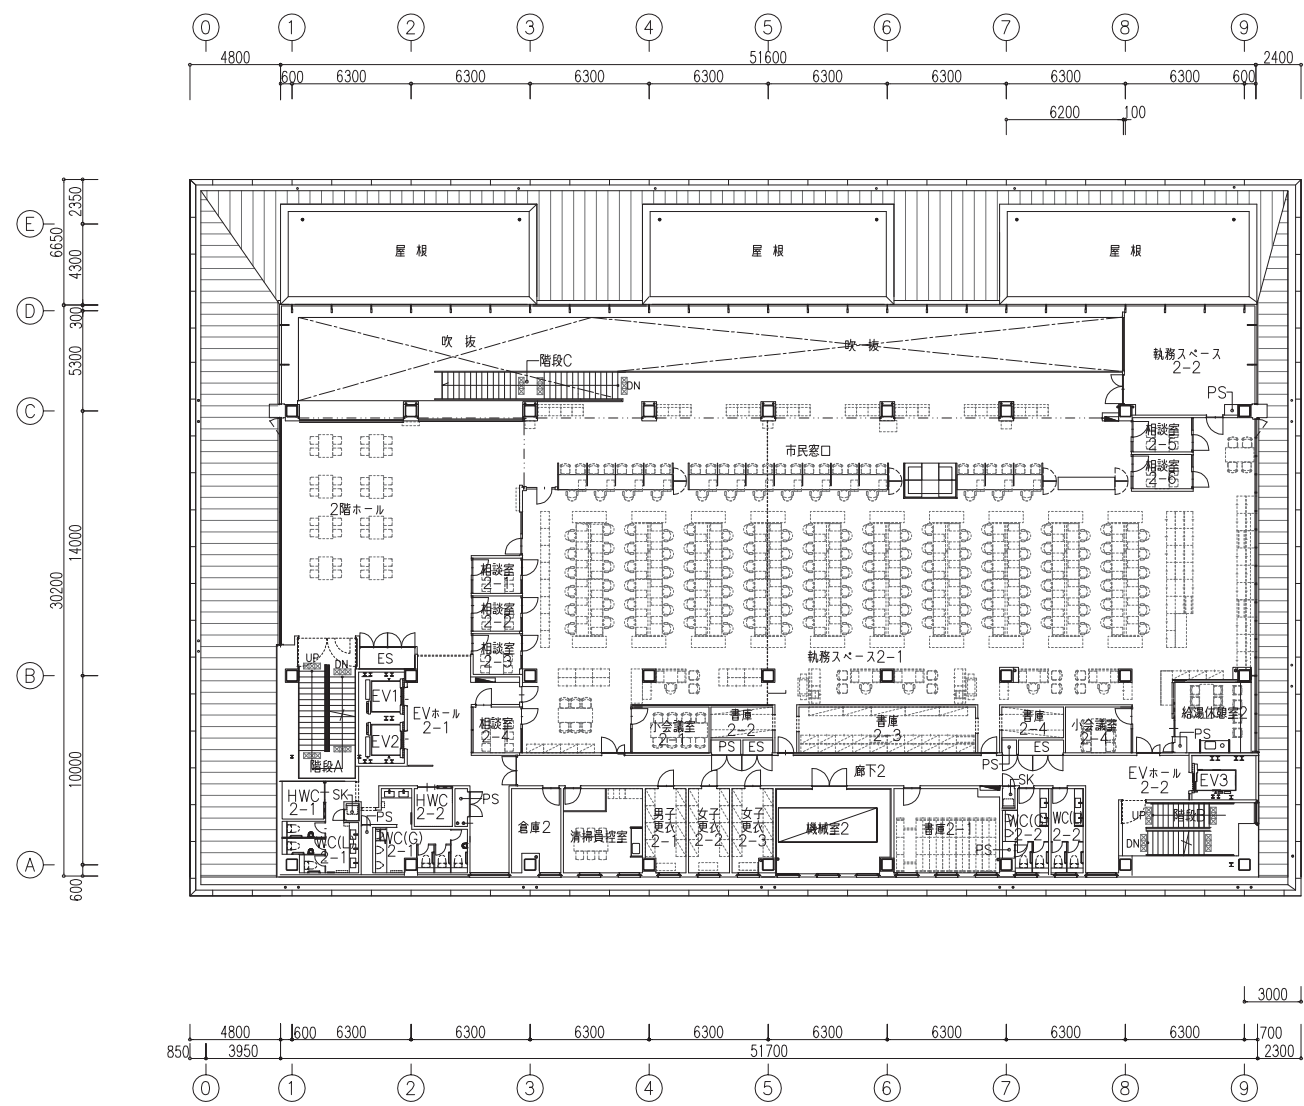 0 1 2 3 4 5 6 7 8 9
4800 51600 2400
600 6300 6300 6300 6300 6300 6300 6300 6300 600
6200 100
E
D
C
B
A
2350
6650
4300
300
5300
14000
30200
10000
600
屋 根 屋 根 屋 根
吹 抜 吹 抜
階段C
DN
執務スペース
2-2
PS
市民窓口
相談室
2-5
相談室
2-6
2階ホール
相談室
2-1
相談室
2-2
相談室
2-3
相談室
2-4
執務スペース2-1
UP DN
ES
EV1
EV2
EVホール
2-1
階段A
小会議室
2-1
書庫
2-2
PS ES
書庫
2-3
書庫
2-4
ES
PS
小会議室
2-4
給湯休憩室2
PS
廊下2
EVホール
2-2
EV3
HWC
2-1
SK
PS
HWC
2-2
PS
WC(L)
2-1
WC(G)
2-1
倉庫2
清掃員控室
男子
更衣
2-1
女子
更衣
2-2
女子
更衣
2-3
機械室2
書庫2-1
PS
SK
2-2
2-2
UP
DN
階段B
3000
4800 600 6300 6300 6300 6300 6300 6300 6300 6300 700
850 3950 51700 2300
0 1 2 3 4 5 6 7 8 9